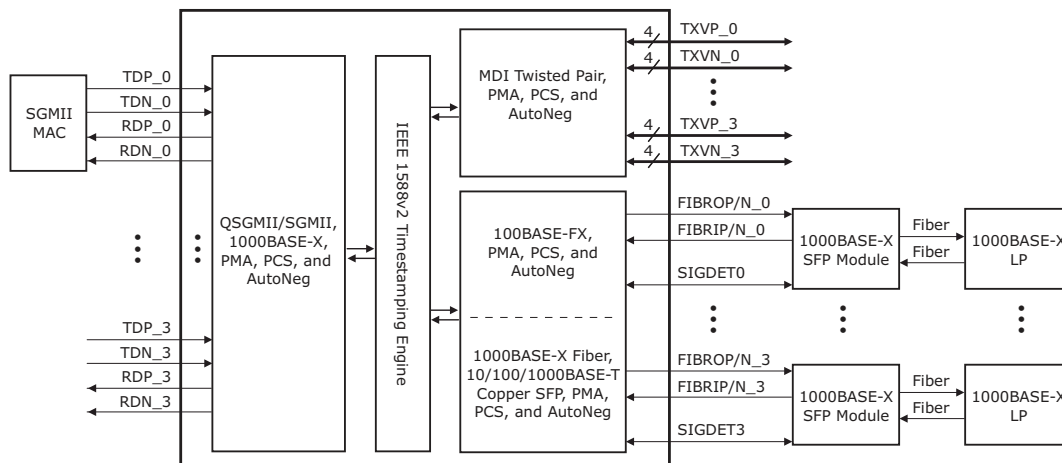 SGMII
MAC
TDP_0
TDN_0
RDP_0
RDN_0
TDP_3
TDN_3
RDP_3
RDN_3
QSGMII/SGMII,
1000BASE-X,
PMA, PCS, and
AutoNeg
IEEE 1588v2 Timestamping Engine
MDI Twisted Pair,
PMA, PCS, and
AutoNeg
4
TXVP_0
4
TXVN_0
4
TXVP_3
4
TXVN_3
100BASE-FX,
PMA, PCS, and
AutoNeg
1000BASE-X Fiber,
10/100/1000BASE-T
Copper SFP, PMA,
PCS, and AutoNeg
FIBROP/N_0
FIBRIP/N_0
SIGDET0
1000BASE-X
SFP Module
Fiber
Fiber
1000BASE-X
LP
FIBROP/N_3
FIBRIP/N_3
SIGDET3
1000BASE-X
SFP Module
Fiber
Fiber
1000BASE-X
LP